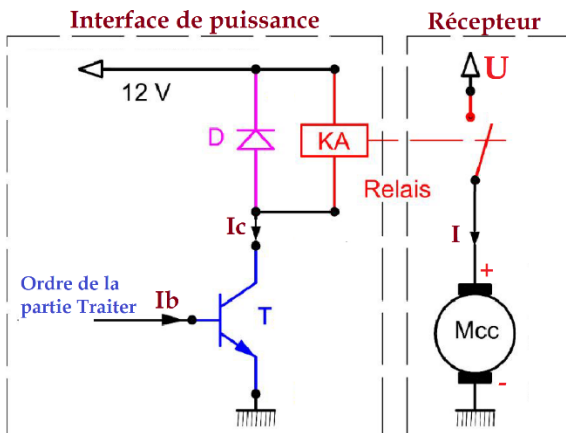 Interface de puissance
Récepteur
12 V
U
D
KA
Relais
Ic
I
Ordre de la
partie Traiter
Ib
T
+
Mcc
-